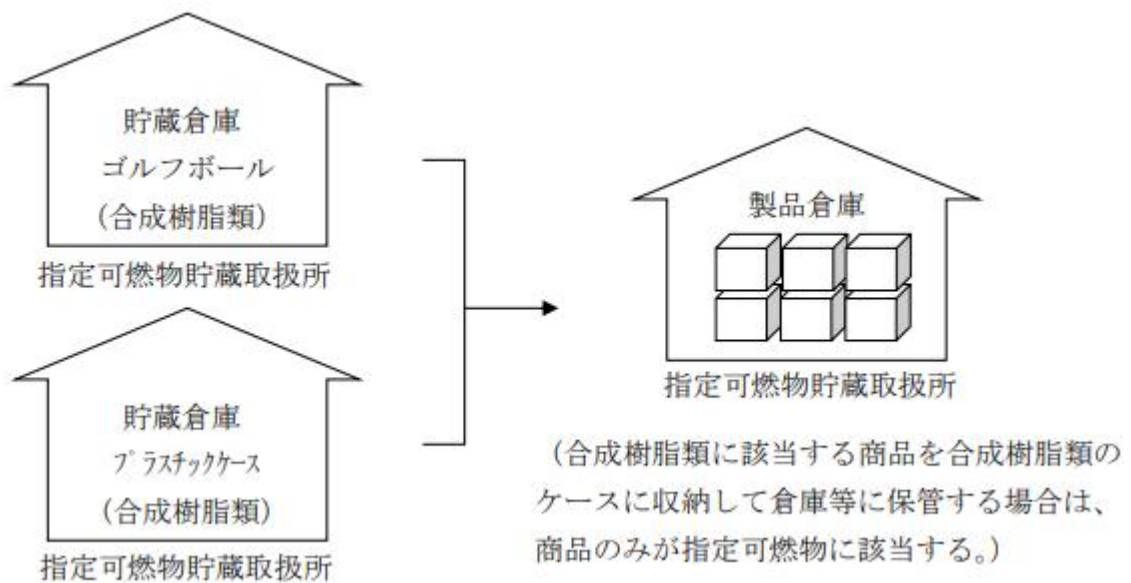 貯蔵倉庫
ゴルフボール
(合成樹脂類)
指定可燃物貯蔵取扱所
貯蔵倉庫
プラスチックケース
(合成樹脂類)
指定可燃物貯蔵取扱所
製品倉庫
指定可燃物貯蔵取扱所
(合成樹脂類に該当する商品を合成樹脂類の
ケースに収納して倉庫等に保管する場合は、
商品のみが指定可燃物に該当する。)